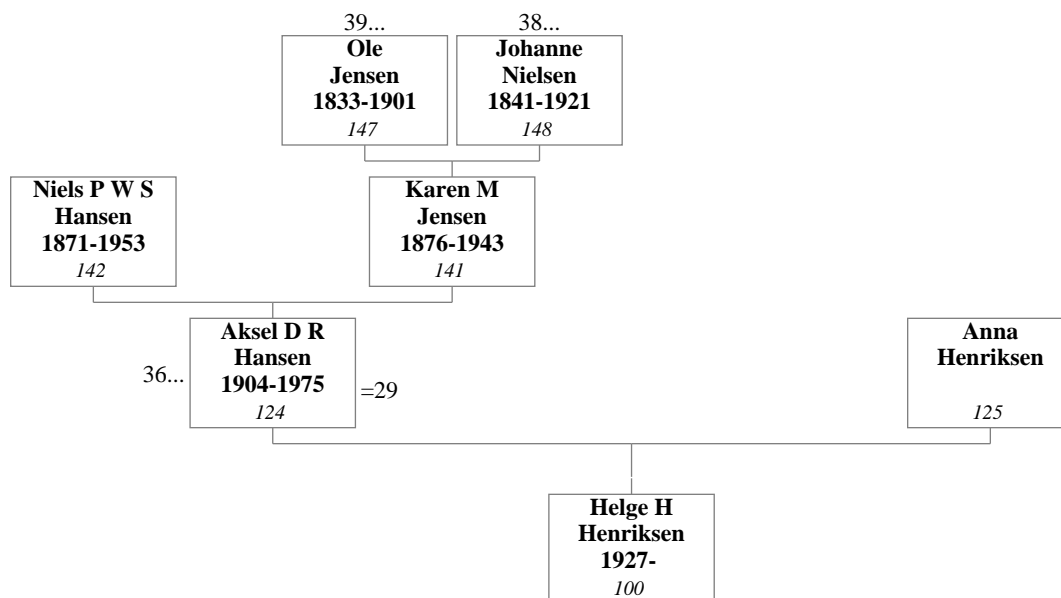 39...
Ole
Jensen
1833-1901
147
38...
Johanne
Nielsen
1841-1921
148
Niels P W S
Hansen
1871-1953
142
Karen M
Jensen
1876-1943
141
36...
Aksel D R
Hansen
1904-1975
124
=29
Anna
Henriksen
125
Helge H
Henriksen
1927-
100